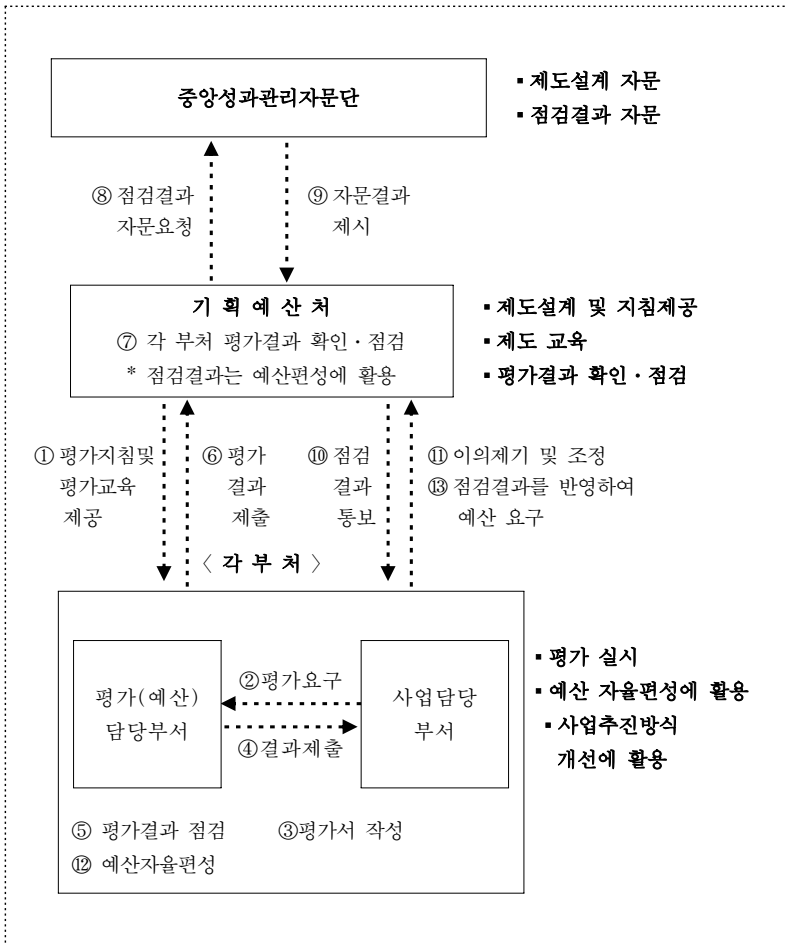 중앙성과관리자문단
▪ 제도설계 자문
▪ 점검결과 자문
⑧ 점검결과
자문요청
⑨ 자문결과
제시
기 획 예 산 처
⑦ 각 부처 평가결과 확인 · 점검
* 점검결과는 예산편성에 활용
▪ 제도설계 및 지침제공
▪ 제도 교육
▪ 평가결과 확인 · 점검
① 평가지침및
평가교육
제공
⑥ 평가
결과
제출
⑩ 점검
결과
통보
⑪ 이의제기 및 조정
⑬ 점검결과를 반영하여
예산 요구
〈 각 부 처 〉
평가(예산)
담당부서
②평가요구
④결과제출
사업담당
부서
▪ 평가 실시
▪ 예산 자율편성에 활용
▪ 사업추진방식
개선에 활용
⑤ 평가결과 점검
③평가서 작성
⑫ 예산자율편성